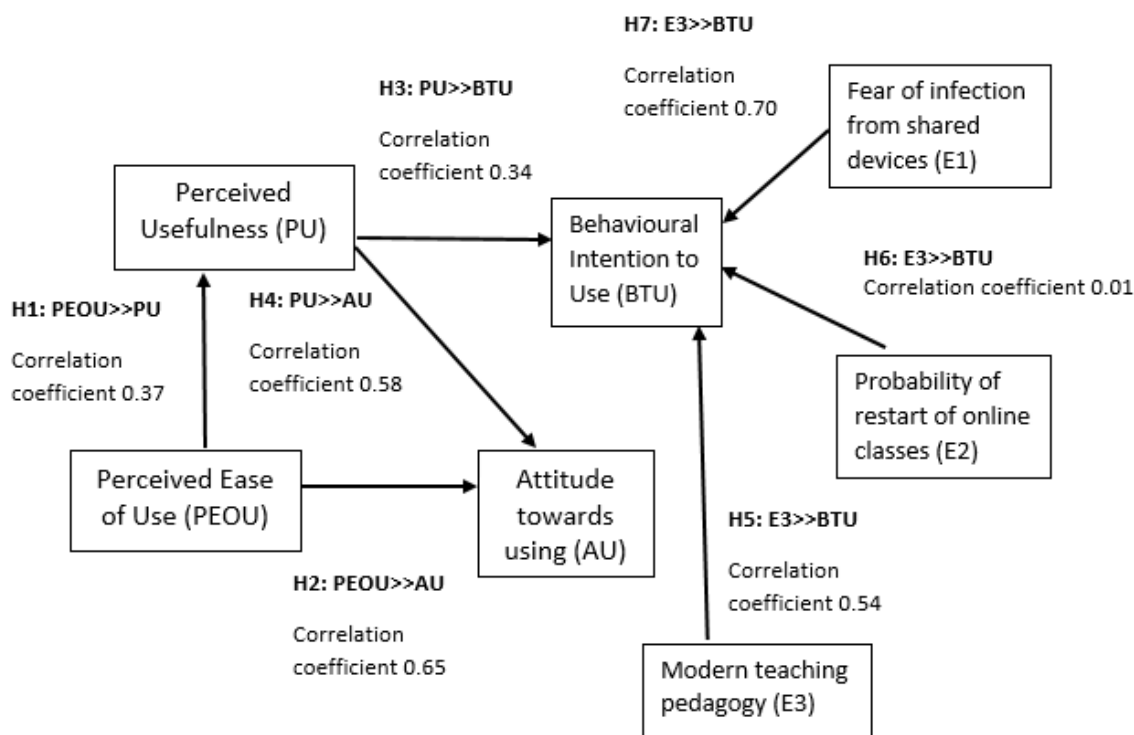 H7: E3>>BTU
Correlation
coefficient 0.70
Fear of infection
from shared
devices (E1)
H3: PU>>BTU
Correlation
coefficient 0.34
Perceived
Usefulness (PU)
Behavioural
Intention to
Use (BTU)
H6: E3>>BTU
Correlation coefficient 0.01
H1: PEOU>>PU
Correlation
coefficient 0.37
H4: PU>>AU
Correlation
coefficient 0.58
Probability of
restart of online
classes (E2)
Perceived Ease
of Use (PEOU)
Attitude
towards
using (AU)
H5: E3>>BTU
Correlation
coefficient 0.54
H2: PEOU>>AU
Correlation
coefficient 0.65
Modern teaching
pedagogy (E3)